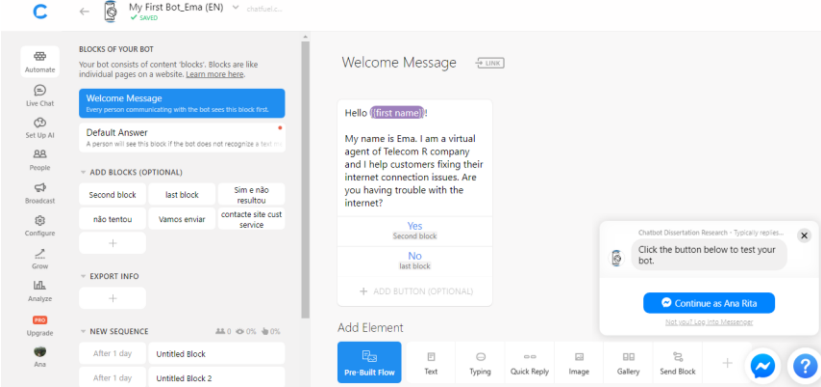 My First Bot_Ema (EN)
SAVED
Automate
Live Chat
Set Up AI
People
Broadcast
Configure
Grow
Analyze
PRO
Upgrade
Ana
BLOCKS OF YOUR BOT
Your bot consists of content 'blocks'. Blocks are
like individual pages on a website. Learn more here.
Welcome Message
Every person communicating with the bot sees this block first.
Default Answer
A person will see this block if the bot does not recognize a text
ADD BLOCKS (OPTIONAL)
Second block
last block
Sim e não
resultou
não tentou
Vamos enviar
contacte site cust
service
+
EXPORT INFO
+
NEW SEQUENCE
0 0% 0%
After 1 day
Untitled Block
After 1 day
Untitled Block 2
Welcome Message
LINK
Hello {{first name}}!
My name is Ema. I am a virtual
agent of Telecom R company
and I help customers fixing their
internet connection issues. Are
you having trouble with the
internet?
Yes
Second block
No
last block
+ ADD BUTTON (OPTIONAL)
Add Element
Pre-Built Flow
Text
Typing
Quick Reply
Image
Gallery
Send Block
+
Chatbot Dissertation Research - Typically replies...
Click the button below to test your
bot.
Continue as Ana Rita
Not you? Log into Messenger
?